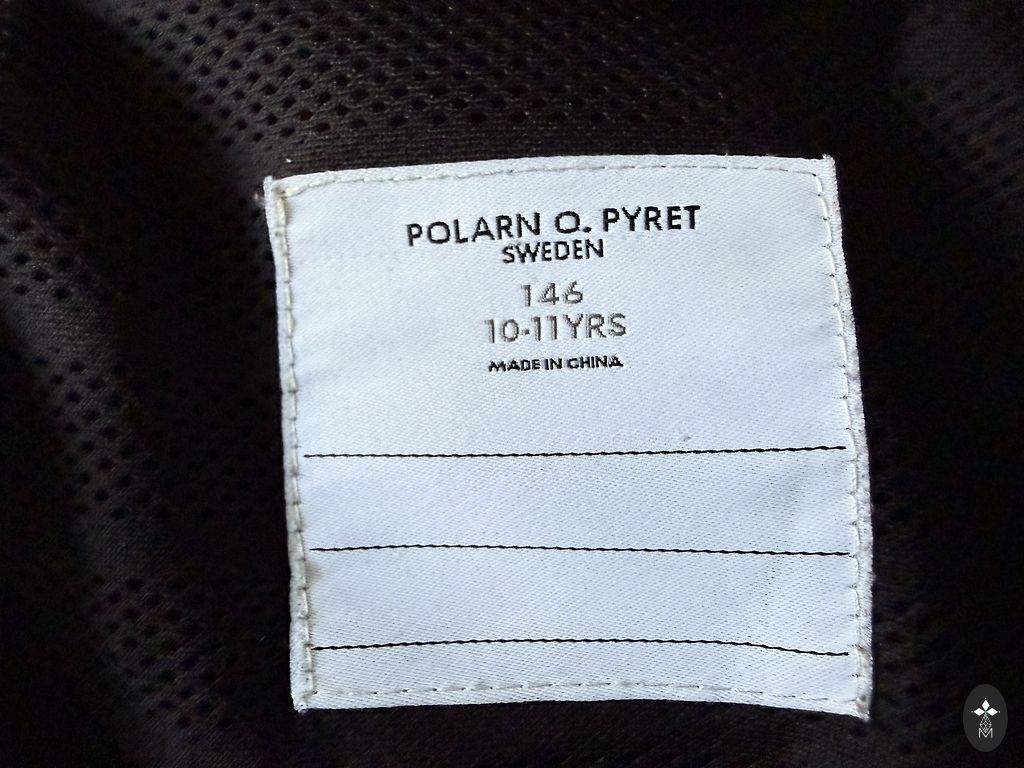 POLARN O. PYRET
SWEDEN
146
10-11YRS
MADE IN CHINA
M